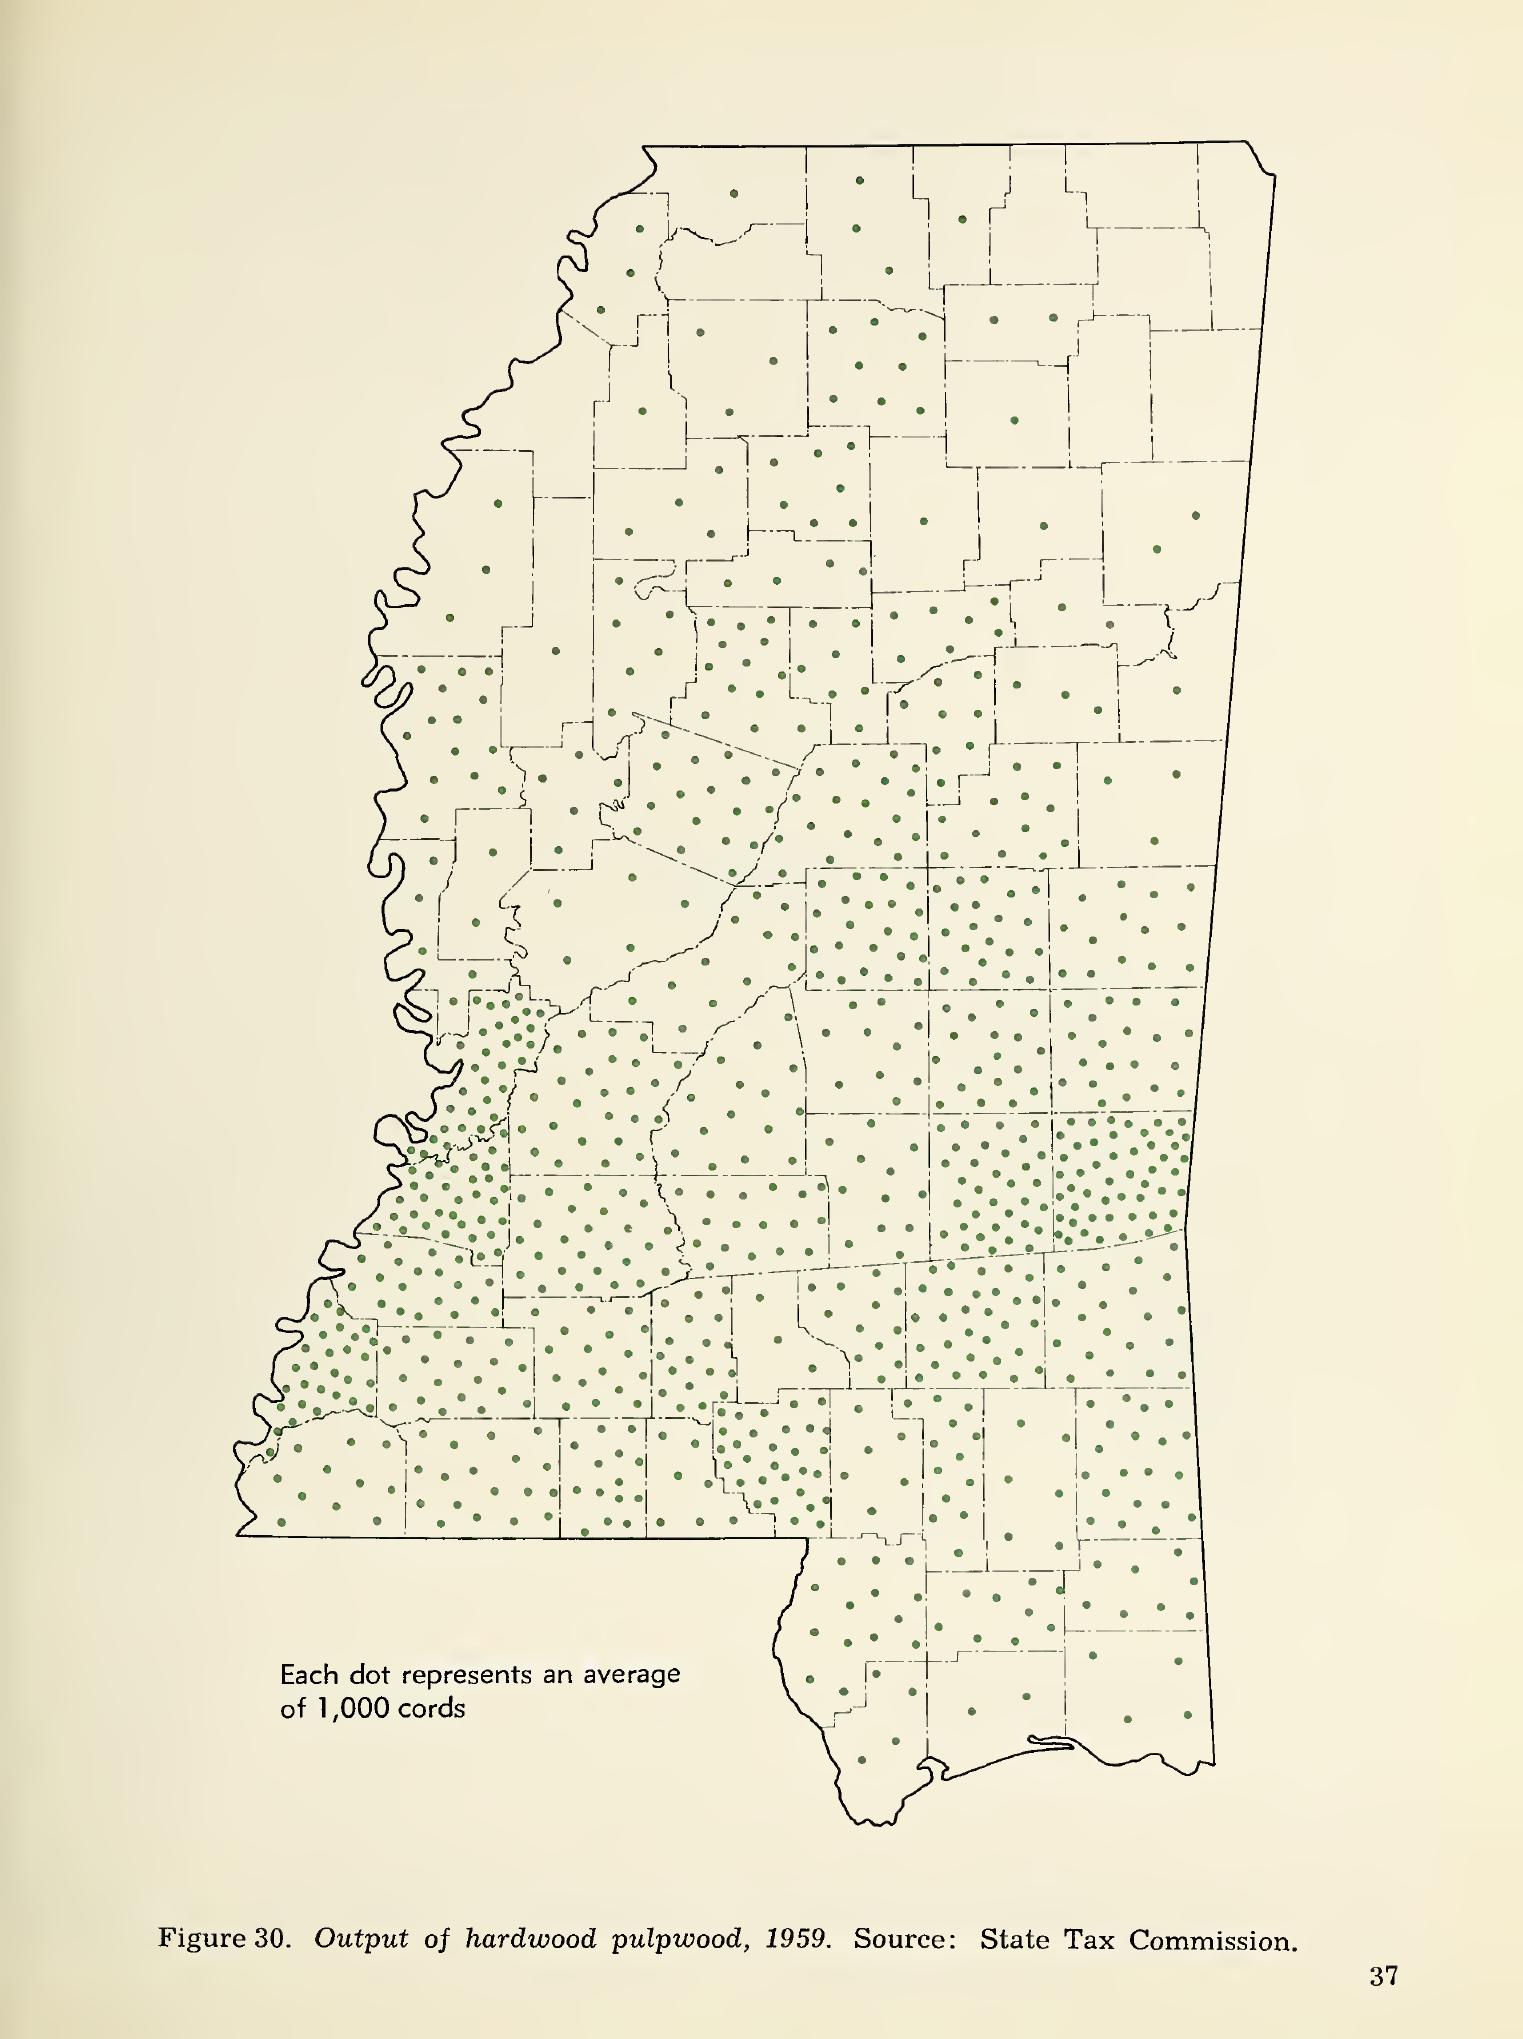 Each dot represents an average
of 1,000 cords
Figure 30. Output of hardwood pulpwood, 1959. Source: State Tax Commission.
37